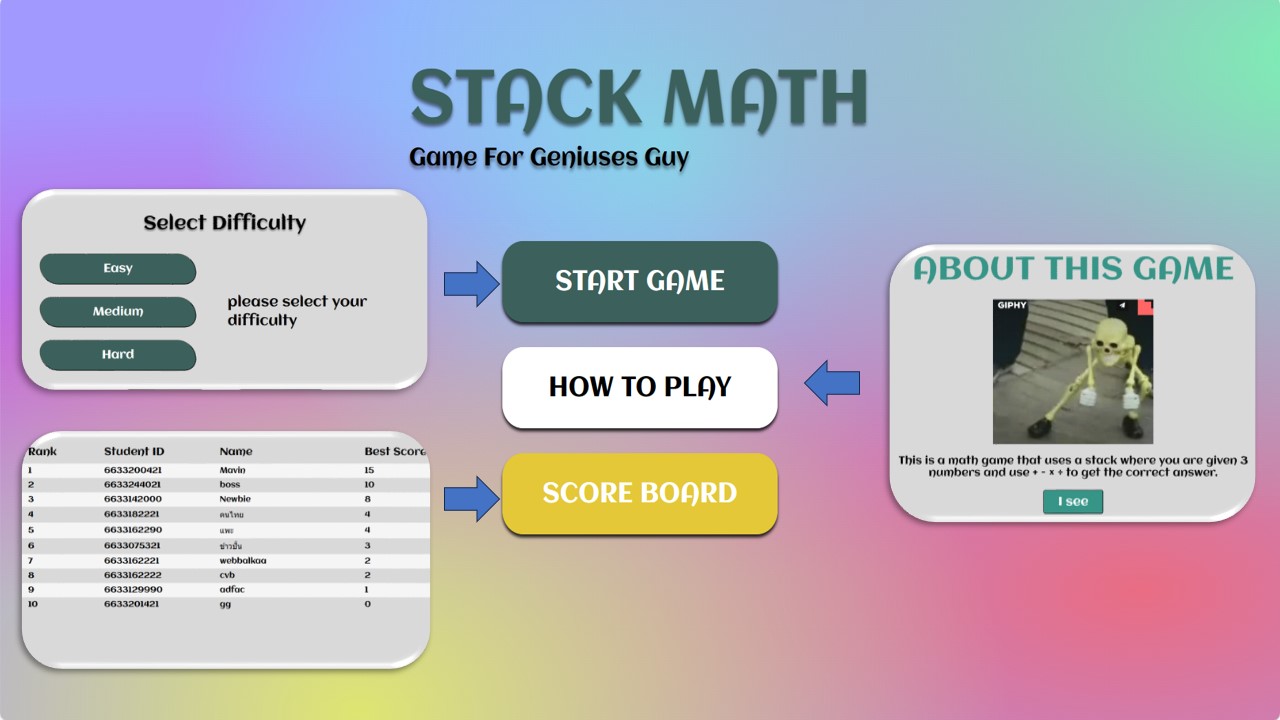 STACK MATH
Game For Geniuses Guy
Select Difficulty
Easy
Medium
Hard
please select your
difficulty
START GAME
HOW TO PLAY
SCORE BOARD
Rank Student ID Name Best Score
1 6633200421 Mavin 15
2 6633244021 boss 10
3 6633142000 Newbie 8
4 6633182221 คนไทย 4
5 6633162290 แพะ 4
6 6633075321 ข้าวปั้น 3
7 6633162221 webbalkaa 2
8 6633162222 cvb 2
9 6633129990 adfac 1
10 6633201421 gg 0
ABOUT THIS GAME
GIPHY
This is a math game that uses a stack where you are given 3
numbers and use + - × ÷ to get the correct answer.
I see